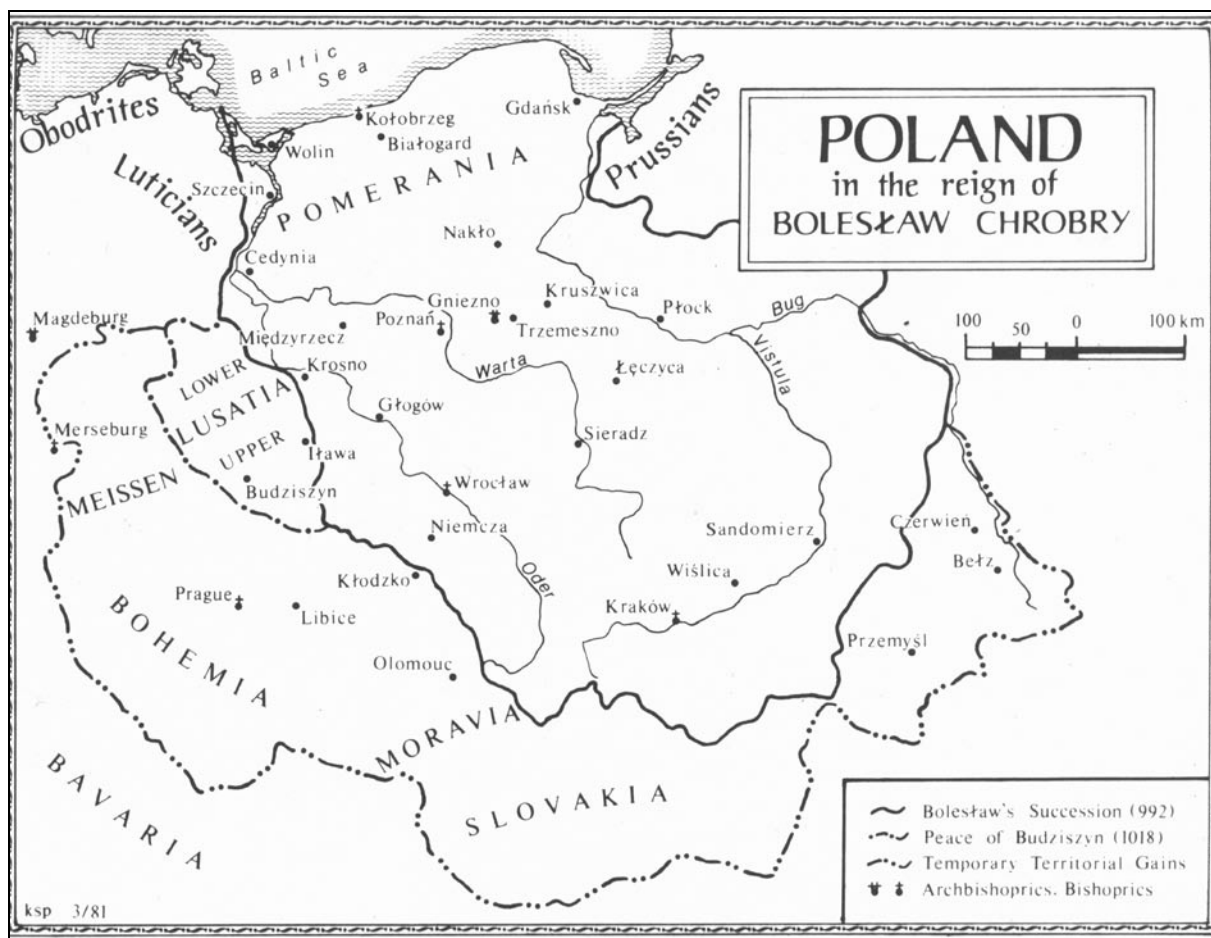 POLAND
in the reign of
BOLESŁAW CHROBRY
Baltic
Sea
Obodrites
Luticians
Prussians
Gdańsk
Kołobrzeg
Białogard
Wolin
Szczecin
POMERANIA
Nakło
Cedynia
Kruszwica
Gniezno
Płock
Bug
Magdeburg
Międzyrzecz
Poznań
Trzemeszno
Vistula
100 50 0 100 km
LOWER
LUSATIA
UPPER
Krosno
Warta
Łęczyca
Głogów
Merseburg
MEISSEN
Iława
Sieradz
Budziszyn
Wrocław
Niemcza
Sandomierz
Czerwień
Kłodzko
Oder
Wiślica
Bełz
Prague
Libice
Kraków
BOHEMIA
Przemyśl
Olomouc
MORAVIA
BAVARIA
SLOVAKIA
Bolesław's Succession (992)
Peace of Budziszyn (1018)
Temporary Territorial Gains
Archbishoprics. Bishoprics
ksp 3/81